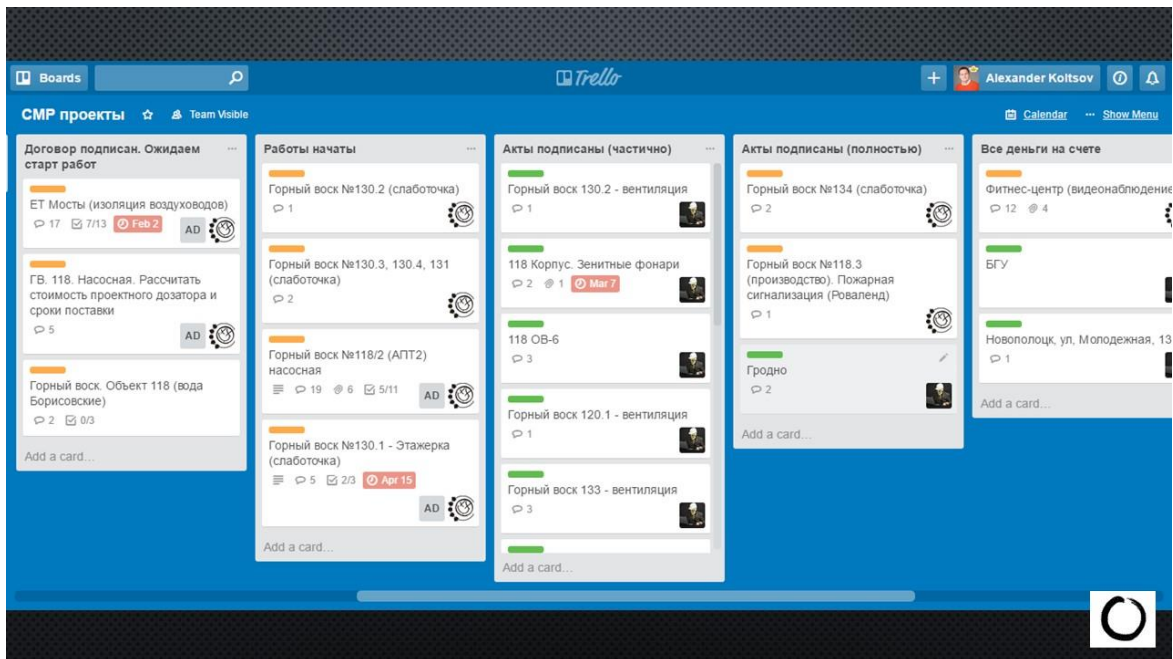 Boards
Trello
Alexander Koltsov
СМР проекты
Team Visible
Calendar
... Show Menu
Договор подписан. Ожидаем
старт работ
ЕТ Мосты (изоляция воздуховодов)
17 7/13 Feb 2
AD
ГВ. 118. Насосная. Рассчитать
стоимость проектного дозатора и
сроки поставки
5
AD
Горный воск. Объект 118 (вода
Борисовские)
2 0/3
Add a card...
Работы начаты
Горный воск №130.2 (слаботочка)
1
Горный воск №130.3, 130.4, 131
(слаботочка)
2
Горный воск №118/2 (АПТ2)
насосная
19 6 5/11
AD
Горный воск №130.1 - Этажерка
(слаботочка)
5 2/3 Apr 15
AD
Add a card...
Акты подписаны (частично)
Горный воск 130.2 - вентиляция
1
118 Корпус. Зенитные фонари
2 1 Mar 7
118 ОВ-6
3
Горный воск 120.1 - вентиляция
1
Горный воск 133 - вентиляция
3
Add a card...
Акты подписаны (полностью)
Горный воск №134 (слаботочка)
2
Горный воск №118.3
(производство). Пожарная
сигнализация (Роваленд)
1
Гродно
2
Add a card...
Все деньги на счете
Фитнес-центр (видеонаблюдение
12 4
БГУ
Новополоцк, ул, Молодежная, 13
1
Add a card...